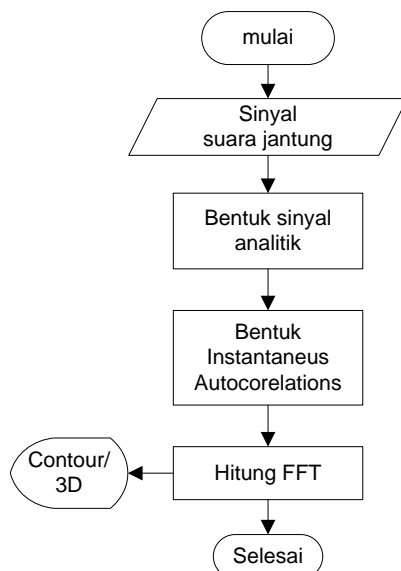 mulai
Sinyal
suara jantung
Bentuk sinyal
analitik
Bentuk
Instantaneus
Autocorelations
Contour/
3D
Hitung FFT
Selesai